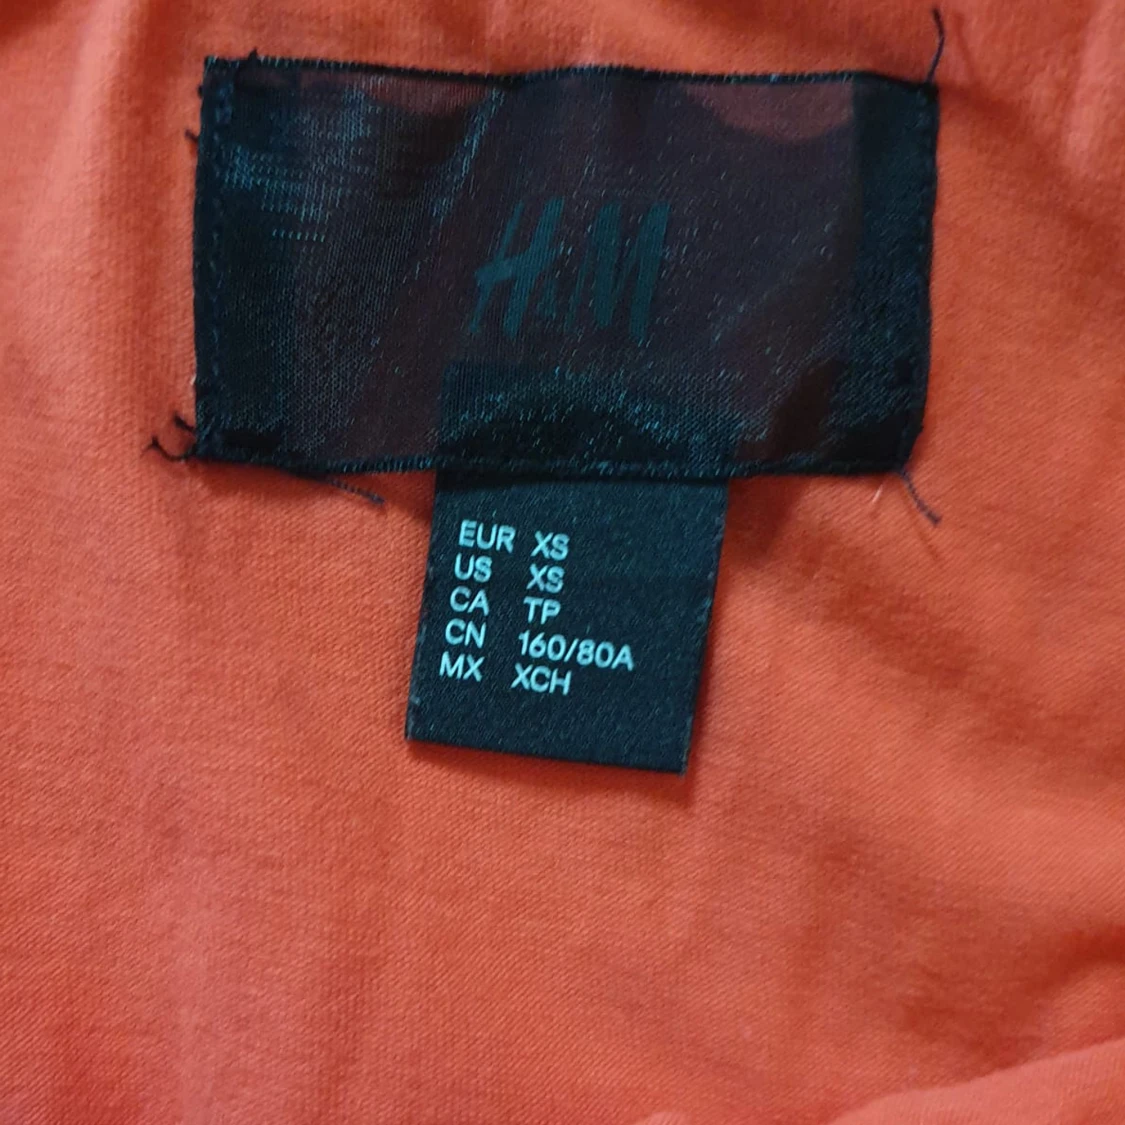 H&M
EUR XS
US XS
CA TP
CN 160/80A
MX XCH